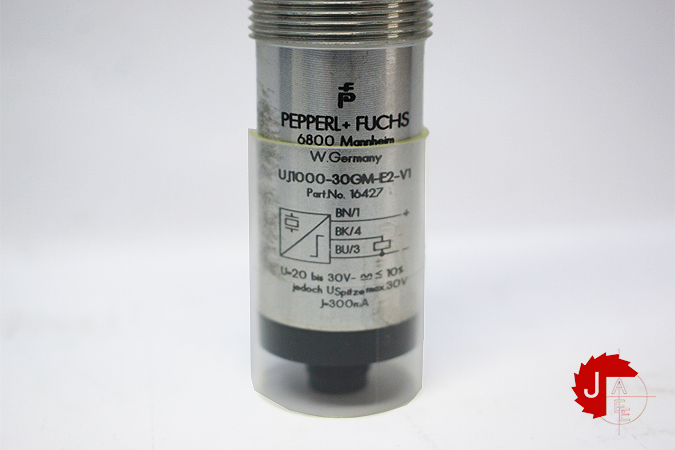 PEPPERL+ FUCHS
6800 Mannheim
W.Germany
UJ1000-30GM-E2-V1
Part.No. 16427
BN/1 +
BK/4
BU/3 −
U=20 bis 30V- ≤ 10%
jedoch USpitze max.30V
J=300mA
J
A